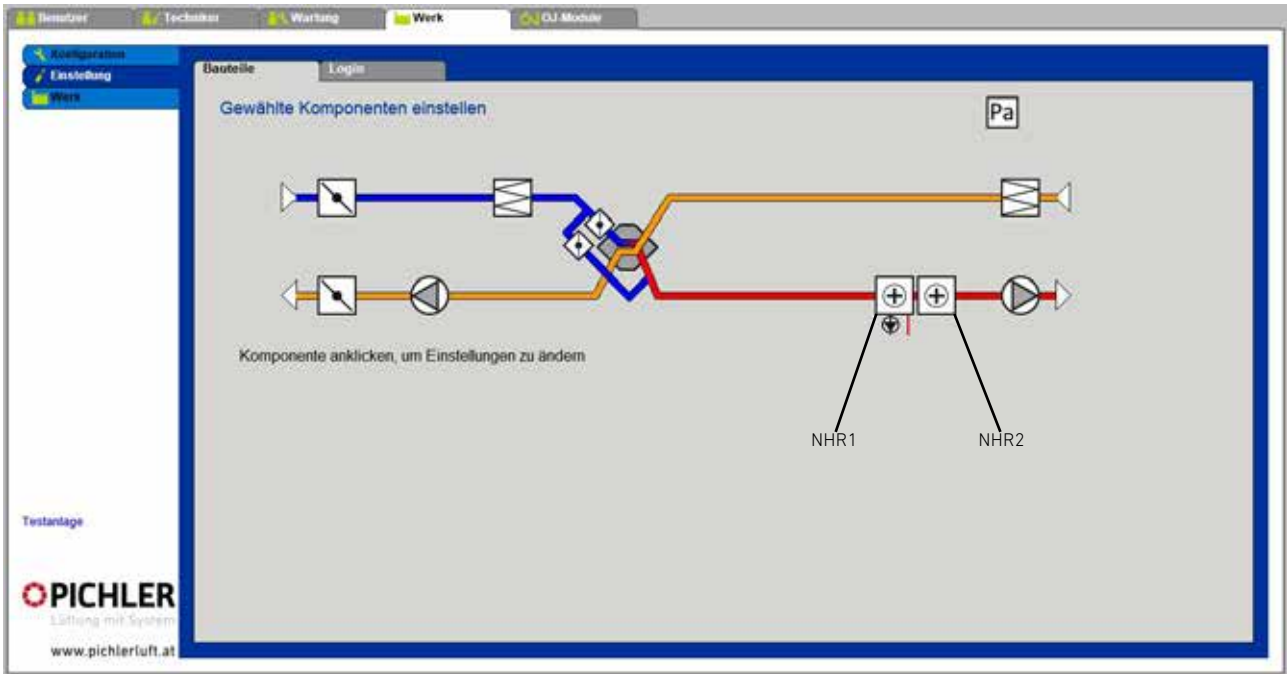 Benutzer Techniker Wartung Werk OJ-Module
Konfiguration
Einstellung
Werk
Bauteile Login
Gewählte Komponenten einstellen
Pa
Komponente anklicken, um Einstellungen zu ändern
NHR1 NHR2
Testanlage
PICHLER
Lüftung mit System
www.pichlerluft.at